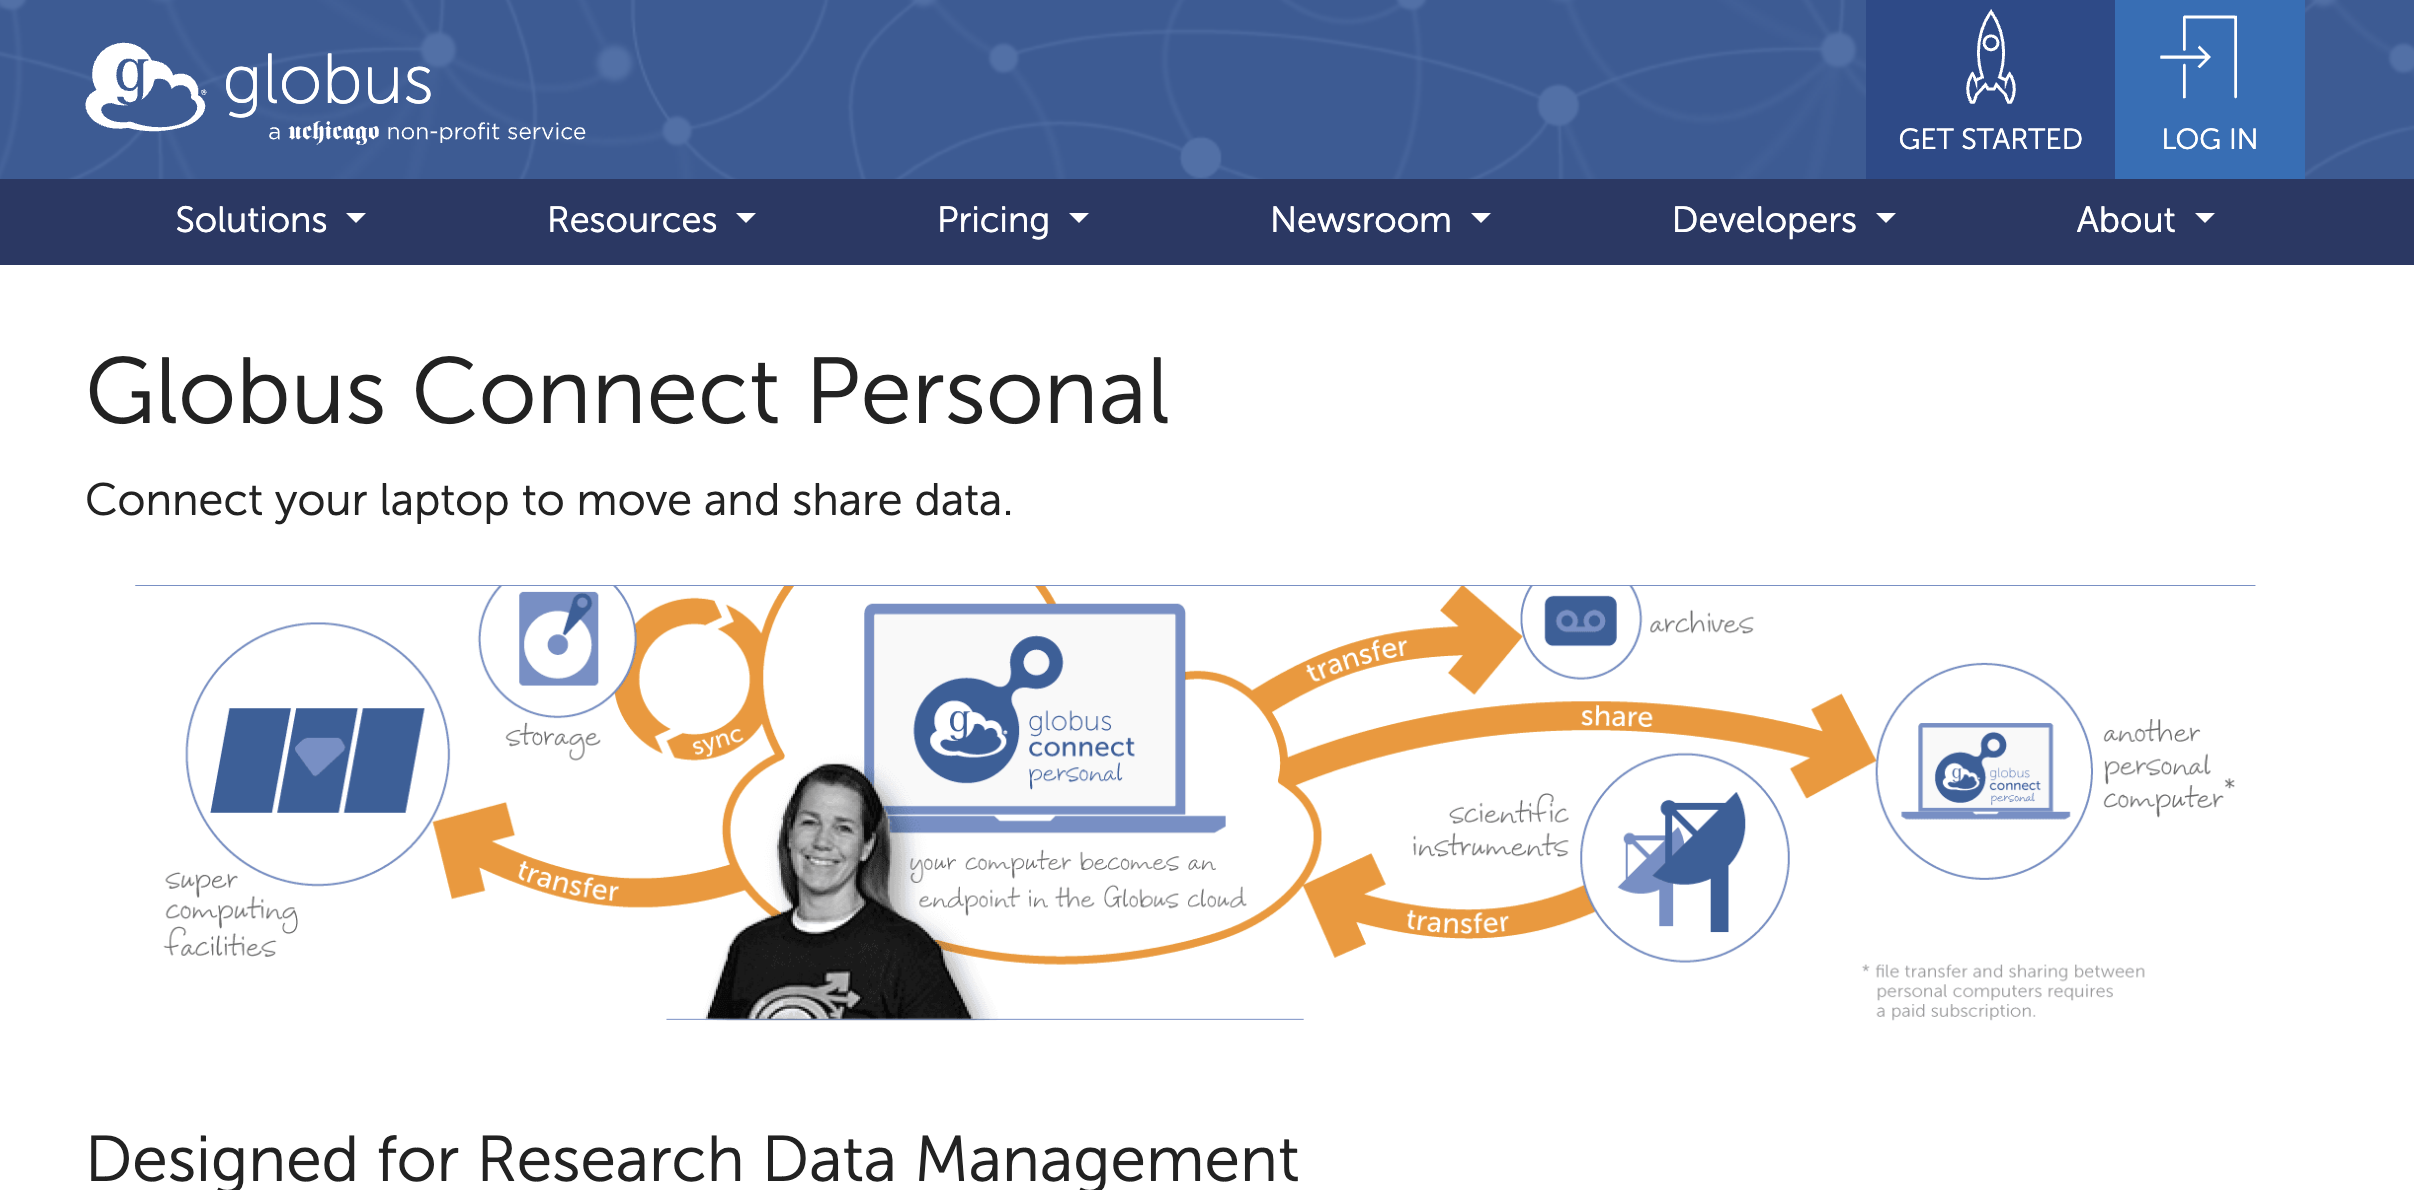 g globus
a uchicago non-profit service
GET STARTED
LOG IN
Solutions
Resources
Pricing
Newsroom
Developers
About
Globus Connect Personal
Connect your laptop to move and share data.
storage
sync
super
computing
facilities
transfer
g globus
connect
personal
your computer becomes an
endpoint in the Globus cloud
transfer
archives
share
scientific
instruments
transfer
g globus
connect
personal
another
personal
computer*
* file transfer and sharing between
personal computers requires
a paid subscription.
Designed for Research Data Management